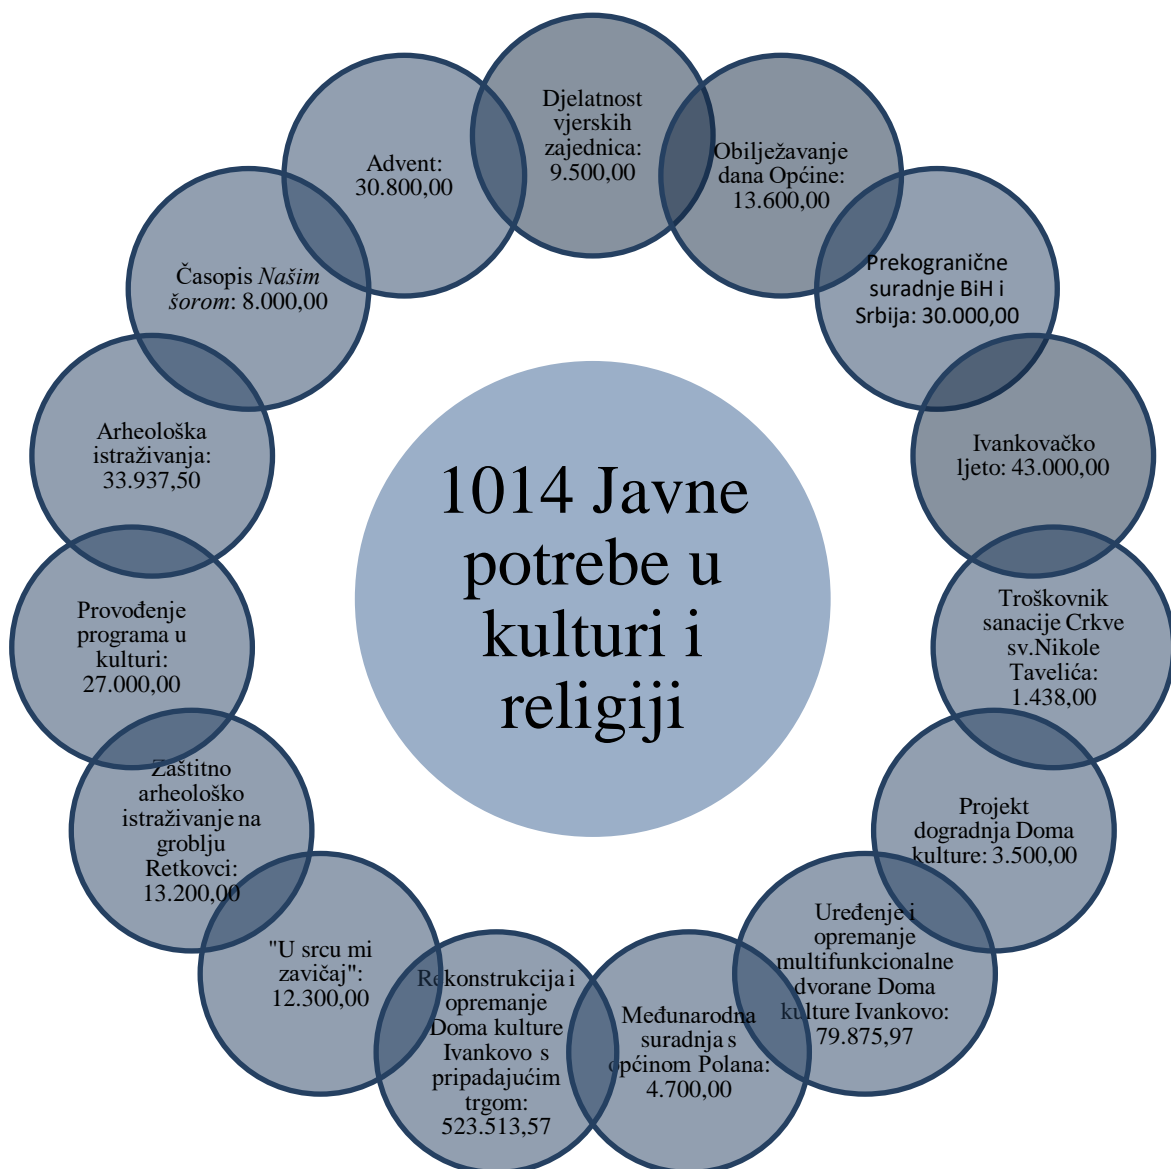 Djelatnost
vjerskih
zajednica:
9.500,00
Obilježavanje
dana Općine:
13.600,00
Prekogranične
suradnje BiH i
Srbija: 30.000,00
Ivankovačko
ljeto: 43.000,00
Troškovnik
sanacije Crkve
sv.Nikole
Tavelića:
1.438,00
Projekt
dogradnja Doma
kulture: 3.500,00
Uređenje i
opremanje
multifunkcionalne
dvorane Doma
kulture Ivankovo:
79.875,97
Međunarodna
suradnja s
općinom Polana:
4.700,00
Rekonstrukcija i
opremanje
Doma kulture
Ivankovo s
pripadajućim
trgom:
523.513,57
"U srcu mi
zavičaj":
12.300,00
Zaštitno
arheološko
istraživanje na
groblju
Retkovci:
13.200,00
Provođenje
programa u
kulturi:
27.000,00
Arheološka
istraživanja:
33.937,50
Časopis Našim
šorom: 8.000,00
Advent:
30.800,00
1014 Javne
potrebe u
kulturi i
religiji